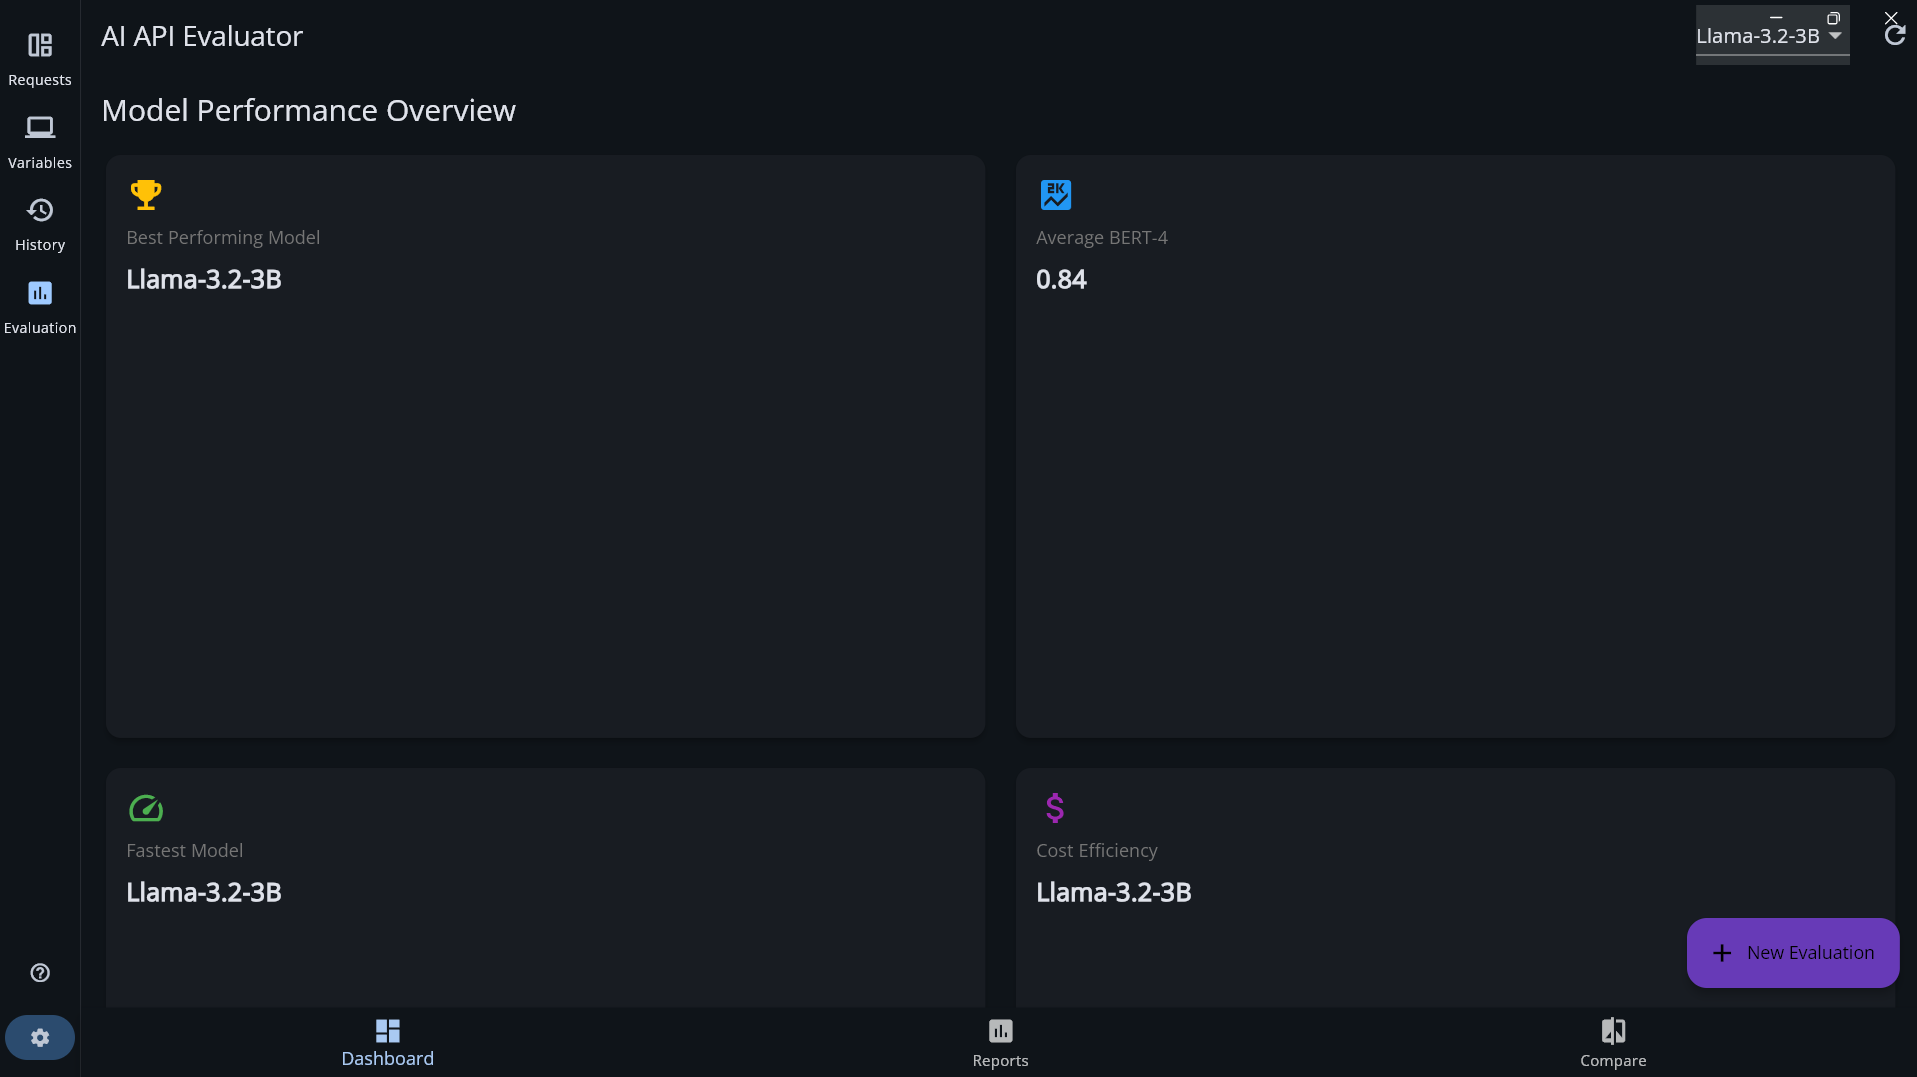 AI API Evaluator
Llama-3.2-3B
Requests
Variables
History
Evaluation
Model Performance Overview
Best Performing Model
Llama-3.2-3B
2K
Average BERT-4
0.84
Fastest Model
Llama-3.2-3B
$
Cost Efficiency
Llama-3.2-3B
+ New Evaluation
Dashboard
Reports
Compare